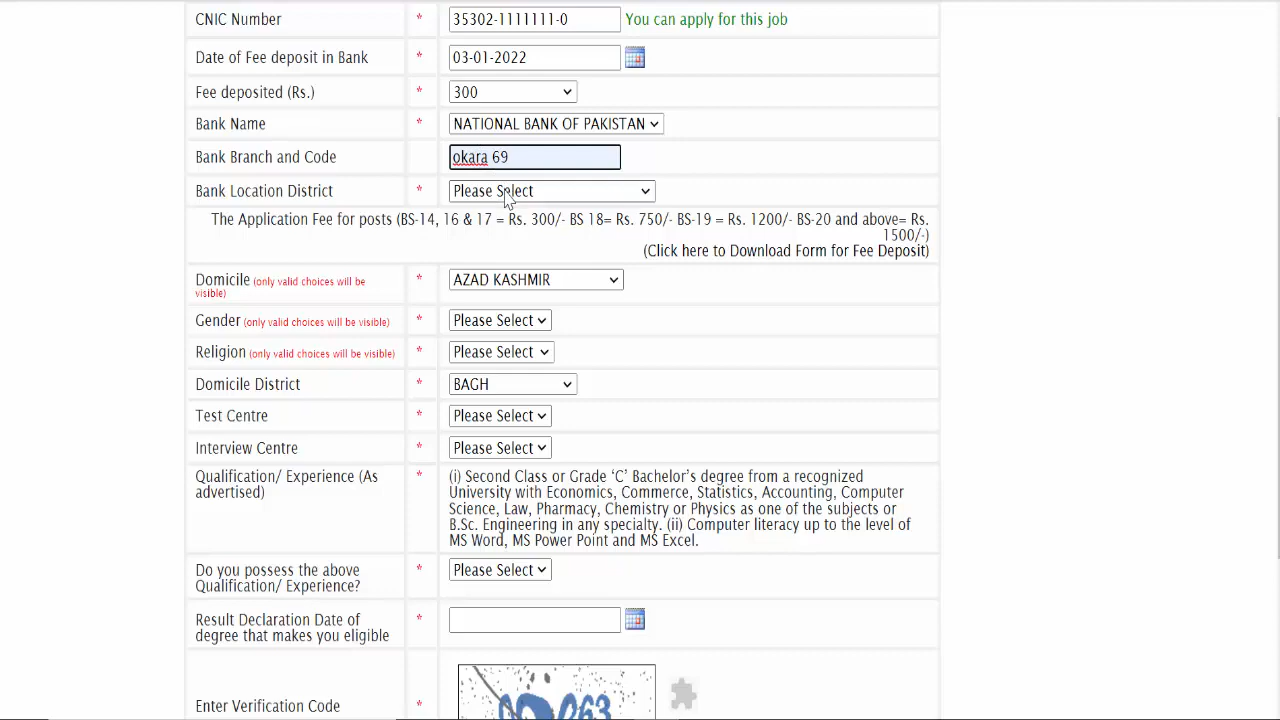 CNIC Number * 35302-1111111-0 You can apply for this job
Date of Fee deposit in Bank * 03-01-2022
Fee deposited (Rs.) * 300
Bank Name * NATIONAL BANK OF PAKISTAN
Bank Branch and Code okara 69
Bank Location District * Please Select
The Application Fee for posts (BS-14, 16 & 17 = Rs. 300/- BS 18= Rs. 750/- BS-19 = Rs. 1200/- BS-20 and above= Rs.
1500/-)
(Click here to Download Form for Fee Deposit)
Domicile (only valid choices will be * AZAD KASHMIR
visible)
Gender (only valid choices will be visible) * Please Select
Religion (only valid choices will be visible) * Please Select
Domicile District * BAGH
Test Centre * Please Select
Interview Centre * Please Select
Qualification/ Experience (As * (i) Second Class or Grade ‘C’ Bachelor’s degree from a recognized
advertised) University with Economics, Commerce, Statistics, Accounting, Computer
Science, Law, Pharmacy, Chemistry or Physics as one of the subjects or
B.Sc. Engineering in any specialty. (ii) Computer literacy up to the level of
MS Word, MS Power Point and MS Excel.
Do you possess the above * Please Select
Qualification/ Experience?
Result Declaration Date of *
degree that makes you eligible
Enter Verification Code *